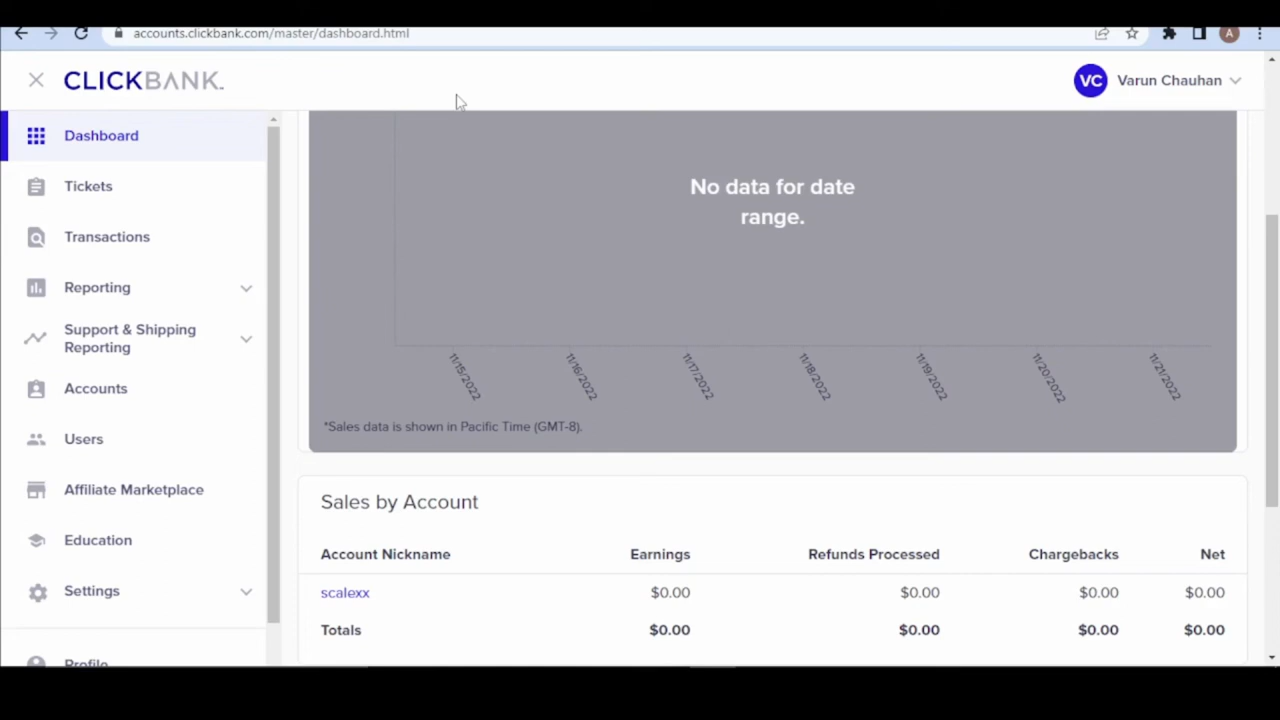 accounts.clickbank.com/master/dashboard.html
A
CLICKBANK.
VC Varun Chauhan
Dashboard
Tickets
Transactions
Reporting
Support & Shipping
Reporting
Accounts
Users
Affiliate Marketplace
Education
Settings
Profile
No data for date
range.
11/15/2022 11/16/2022 11/17/2022 11/18/2022 11/19/2022 11/20/2022 11/21/2022
*Sales data is shown in Pacific Time (GMT-8).
Sales by Account
Account Nickname Earnings Refunds Processed Chargebacks Net
scalexx $0.00 $0.00 $0.00 $0.00
Totals $0.00 $0.00 $0.00 $0.00